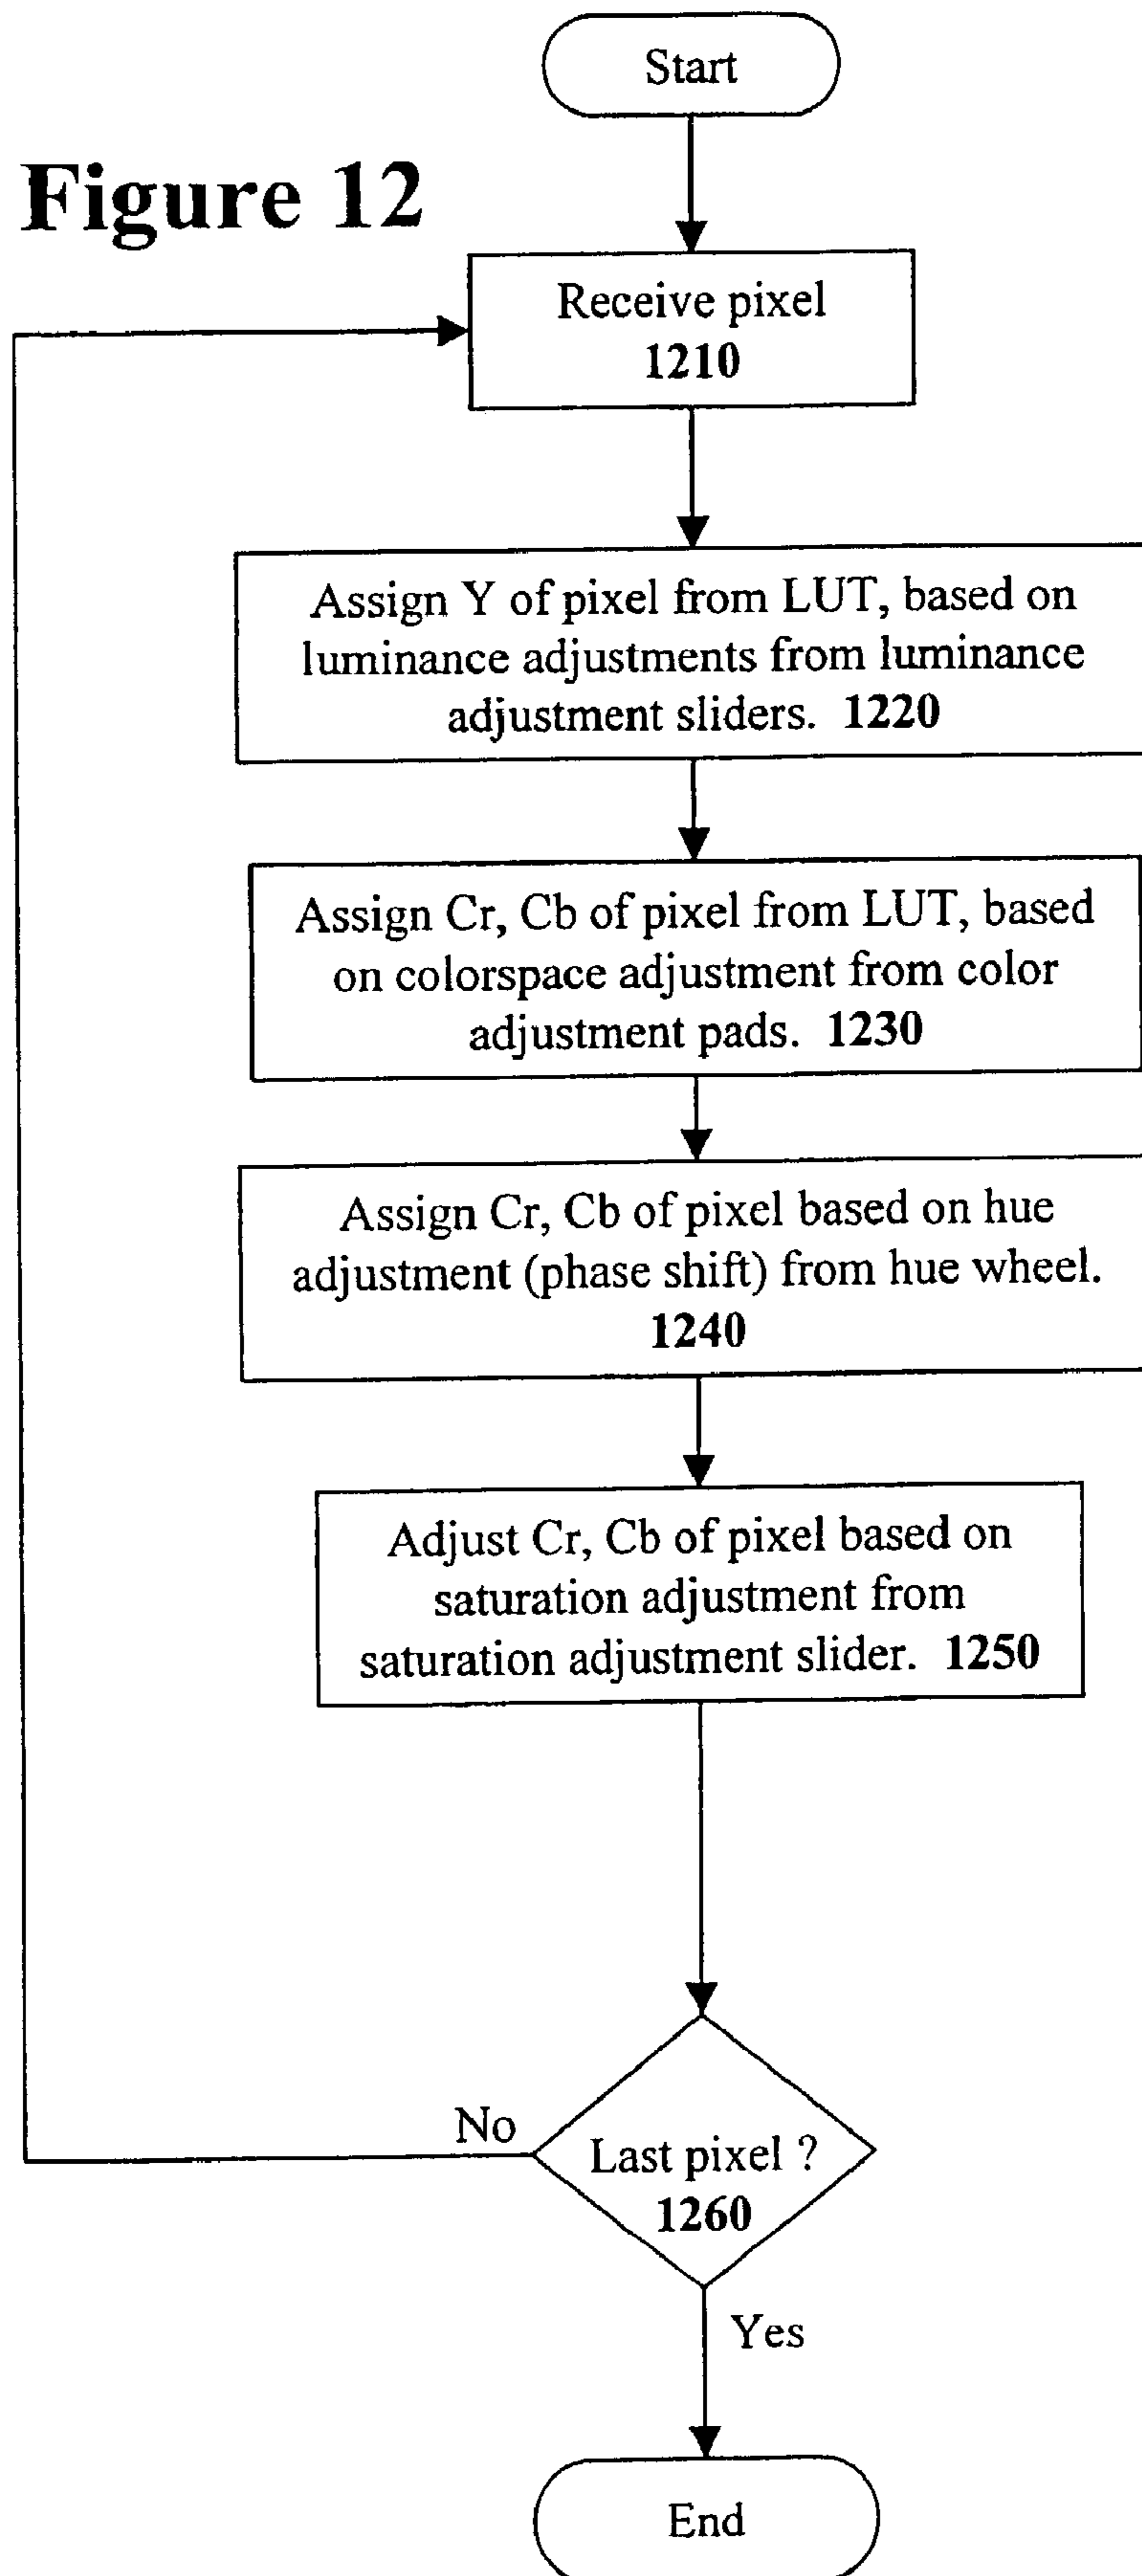 Start
Figure 12
Receive pixel
1210
Assign Y of pixel from LUT, based on
luminance adjustments from luminance
adjustment sliders. 1220
Assign Cr, Cb of pixel from LUT, based
on colorspace adjustment from color
adjustment pads. 1230
Assign Cr, Cb of pixel based on hue
adjustment (phase shift) from hue wheel.
1240
Adjust Cr, Cb of pixel based on
saturation adjustment from
saturation adjustment slider. 1250
No
Last pixel ?
1260
Yes
End